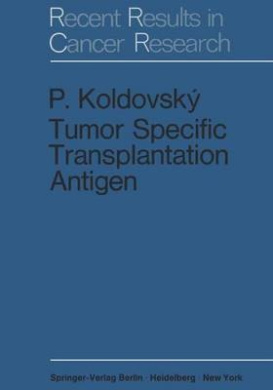 Recent Results in
Cancer Research
P. Koldovský
Tumor Specific
Transplantation
Antigen
Springer-Verlag Berlin · Heidelberg · New York